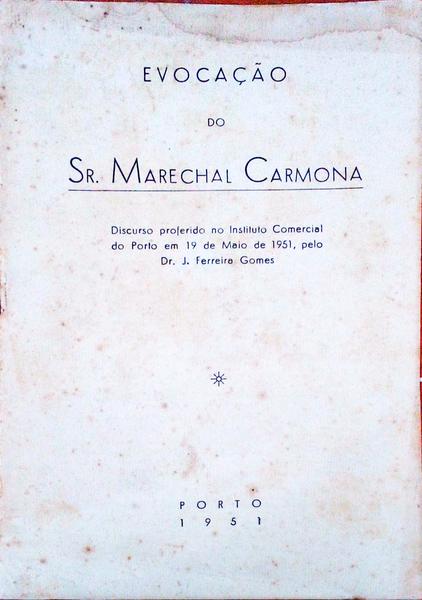 EVOCAÇÃO
DO
SR. MARECHAL CARMONA
Discurso proferido no Instituto Comercial
do Porto em 19 de Maio de 1951, pelo
Dr. J. Ferreira Gomes
PORTO
1951